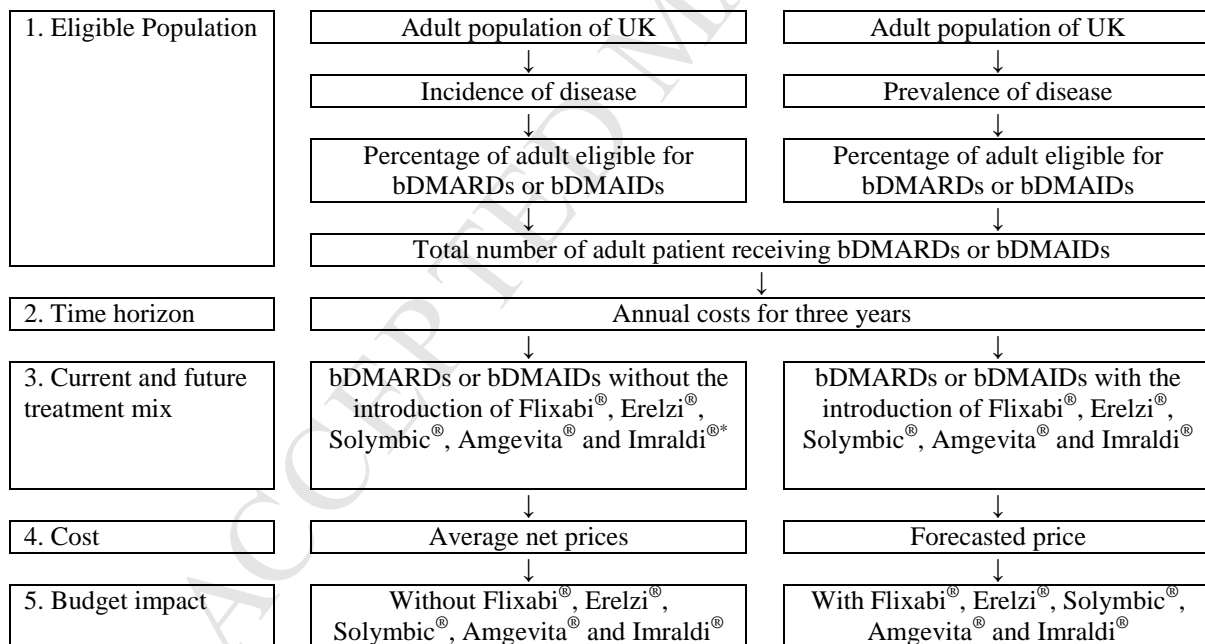 1. Eligible Population
Adult population of UK
Adult population of UK
↓
↓
Incidence of disease
Prevalence of disease
↓
↓
Percentage of adult eligible for
bDMARDs or bDMAIDs
Percentage of adult eligible for
bDMARDs or bDMAIDs
↓
↓
Total number of adult patient receiving bDMARDs or bDMAIDs
↓
2. Time horizon
Annual costs for three years
↓
↓
3. Current and future
treatment mix
bDMARDs or bDMAIDs without the
introduction of Flixabi®, Erelzi®,
Solymbic®, Amgevita® and Imraldi®*
bDMARDs or bDMAIDs with the
introduction of Flixabi®, Erelzi®,
Solymbic®, Amgevita® and Imraldi®
↓
↓
4. Cost
Average net prices
Forecasted price
↓
↓
5. Budget impact
Without Flixabi®, Erelzi®,
Solymbic®, Amgevita® and Imraldi®
With Flixabi®, Erelzi®, Solymbic®,
Amgevita® and Imraldi®
ACCEPTED MA